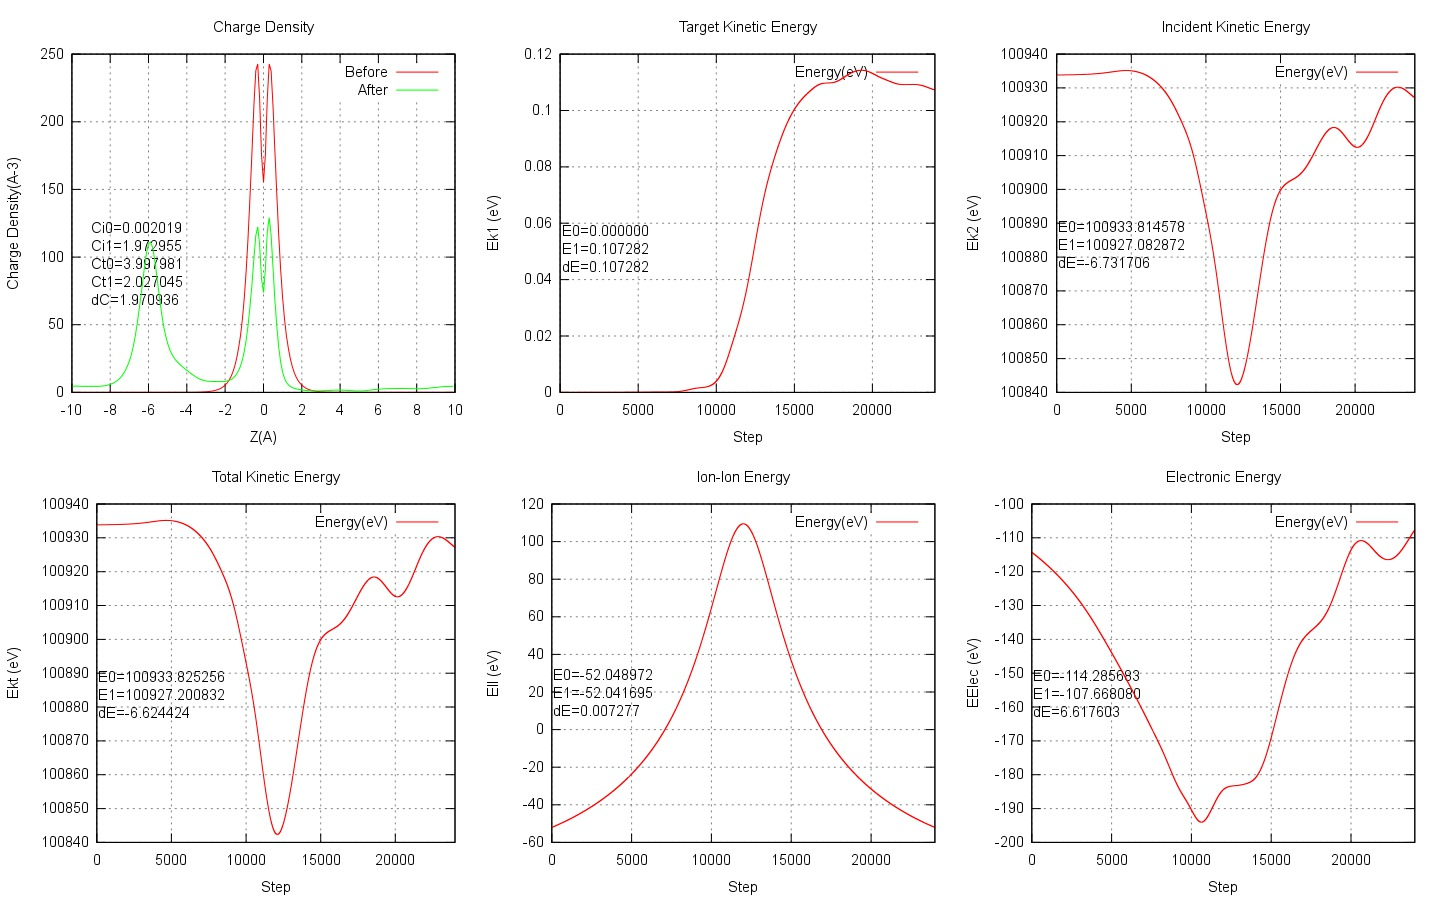 Charge Density
250
200
150
100
50
0
-10 -8 -6 -4 -2 0 2 4 6 8 10
Z(A)
Charge Density(A-3)
Before
After
Ci0=0.002019
Ci1=1.972955
Ct0=3.997981
Ct1=2.027045
dC=1.970936
Target Kinetic Energy
0.12
0.1
0.08
0.06
0.04
0.02
0
0 5000 10000 15000 20000
Step
Ek1 (eV)
Energy(eV)
E0=0.000000
E1=0.107282
dE=0.107282
Incident Kinetic Energy
100940
100930
100920
100910
100900
100890
100880
100870
100860
100850
100840
0 5000 10000 15000 20000
Step
Ek2 (eV)
Energy(eV)
E0=100933.814578
E1=100927.082872
dE=-6.731706
Total Kinetic Energy
100940
100930
100920
100910
100900
100890
100880
100870
100860
100850
100840
0 5000 10000 15000 20000
Step
Ekt (eV)
Energy(eV)
E0=100933.825256
E1=100927.200832
dE=-6.624424
Ion-Ion Energy
120
100
80
60
40
20
0
-20
-40
-60
0 5000 10000 15000 20000
Step
EII (eV)
Energy(eV)
E0=-52.048972
E1=-52.041695
dE=0.007277
Electronic Energy
-100
-110
-120
-130
-140
-150
-160
-170
-180
-190
-200
0 5000 10000 15000 20000
Step
EElec (eV)
Energy(eV)
E0=-114.285683
E1=-107.668080
dE=6.617603